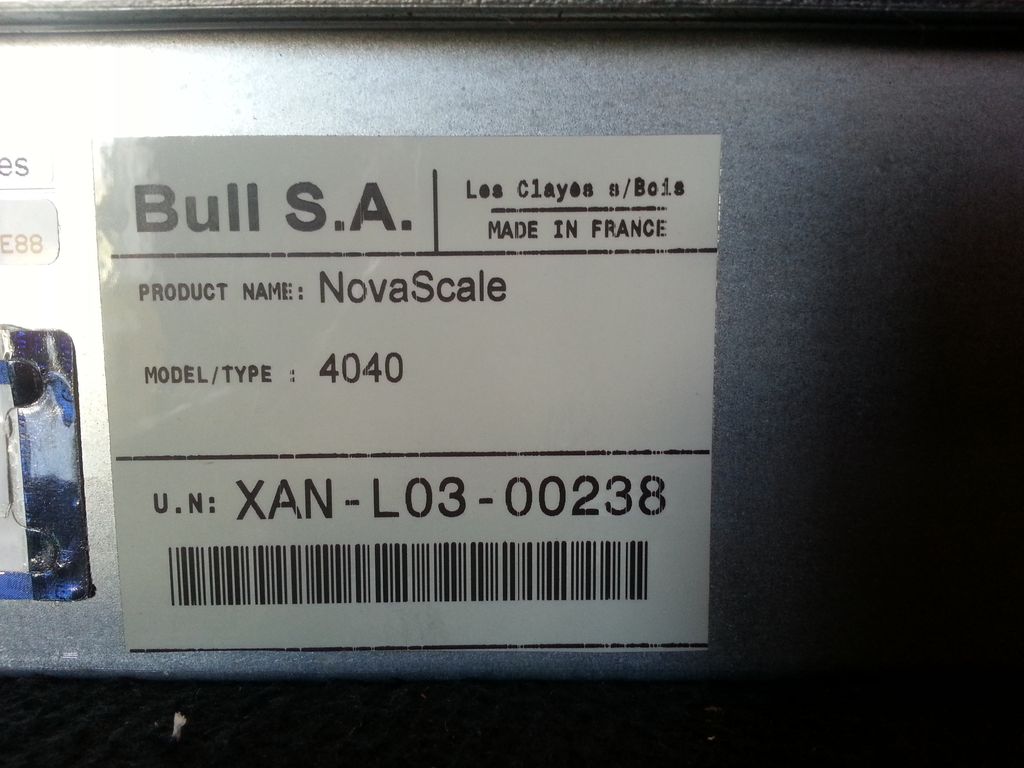 es
E88
Bull S.A.
Les Clayes s/Bois
MADE IN FRANCE
PRODUCT NAME: NovaScale
MODEL/TYPE : 4040
U.N: XAN-L03-00238